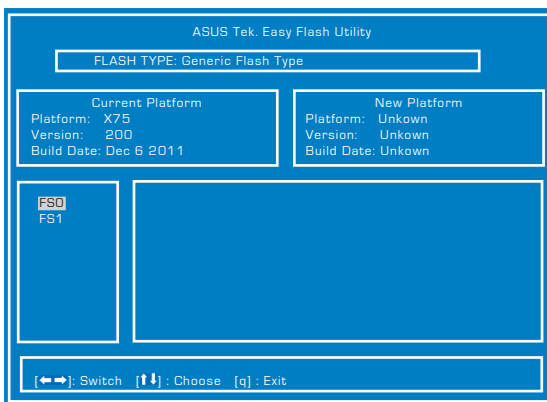 ASUS Tek. Easy Flash Utility
FLASH TYPE: Generic Flash Type
Current Platform
Platform: X75
Version: 200
Build Date: Dec 6 2011
New Platform
Platform: Unkown
Version: Unkown
Build Date: Unkown
FS0
FS1
[⬅➡]: Switch [⬆⬇] : Choose [q] : Exit